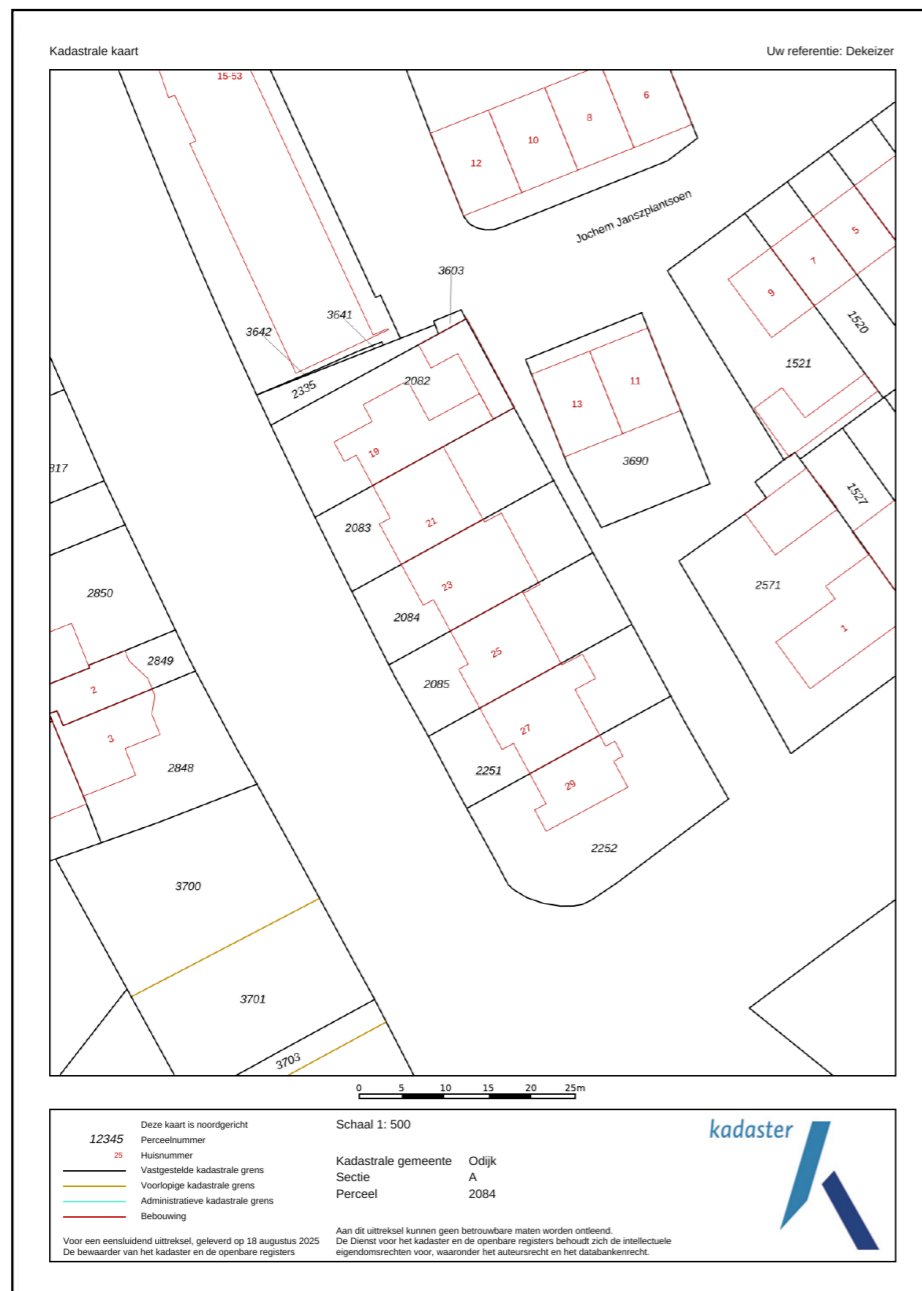 Kadastrale kaart
Uw referentie: Dekeizer
15-53
6
8
10
12
Jochem Janszplantsoen
5
7
9
3603
3641
3642
1520
1521
2335
2082
11
13
3690
19
817
21
2083
1527
2850
23
2084
2571
1
25
2849
2085
2
27
3
2848
2251
29
2252
3700
3701
3703
0 5 10 15 20 25m
Deze kaart is noordgericht
12345 Perceelnummer
25 Huisnummer
Vastgestelde kadastrale grens
Voorlopige kadastrale grens
Administratieve kadastrale grens
Bebouwing
Voor een eensluidend uittreksel, geleverd op 18 augustus 2025
De bewaarder van het kadaster en de openbare registers
Schaal 1: 500
Kadastrale gemeente Odijk
Sectie A
Perceel 2084
Aan dit uittreksel kunnen geen betrouwbare maten worden ontleend.
De Dienst voor het kadaster en de openbare registers behoudt zich de intellectuele
eigendomsrechten voor, waaronder het auteursrecht en het databankenrecht.
kadaster